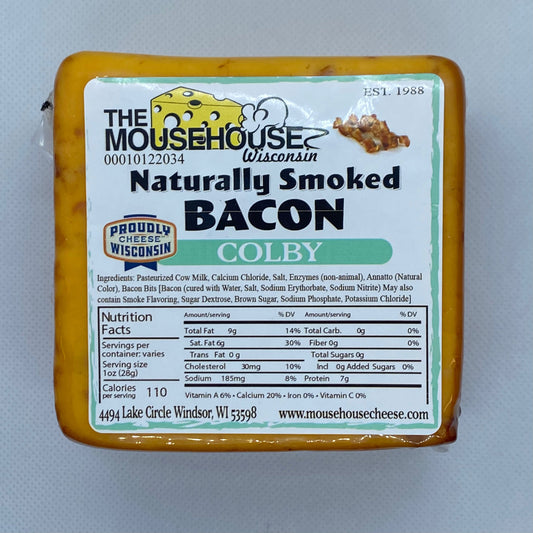 EST. 1988
THE
MOUSEHOUSE
Wisconsin
00010122034
Naturally Smoked
BACON
COLBY
PROUDLY
WISCONSIN
CHEESE
Ingredients: Pasteurized Cow Milk, Calcium Chloride, Salt, Enzymes (non-animal), Annatto (Natural
Color), Bacon Bits [Bacon (cured with Water, Salt, Sodium Erythorbate, Sodium Nitrite) May also
contain Smoke Flavoring, Sugar Dextrose, Brown Sugar, Sodium Phosphate, Potassium Chloride]
Nutrition
Facts
Servings per
container: varies
Serving size
1oz (28g)
Calories 110
per serving
Amount/serving % DV Amount/serving % DV
Total Fat 9g 14% Total Carb. 0g 0%
Sat. Fat 6g 30% Fiber 0g 0%
Trans Fat 0 g Total Sugars 0g
Cholesterol 30mg 10% Incl 0g Added Sugars 0%
Sodium 185mg 8% Protein 7g
Vitamin A 6% • Calcium 20% • Iron 0% • Vitamin C 0%
4494 Lake Circle Windsor, WI 53598 www.mousehousecheese.com